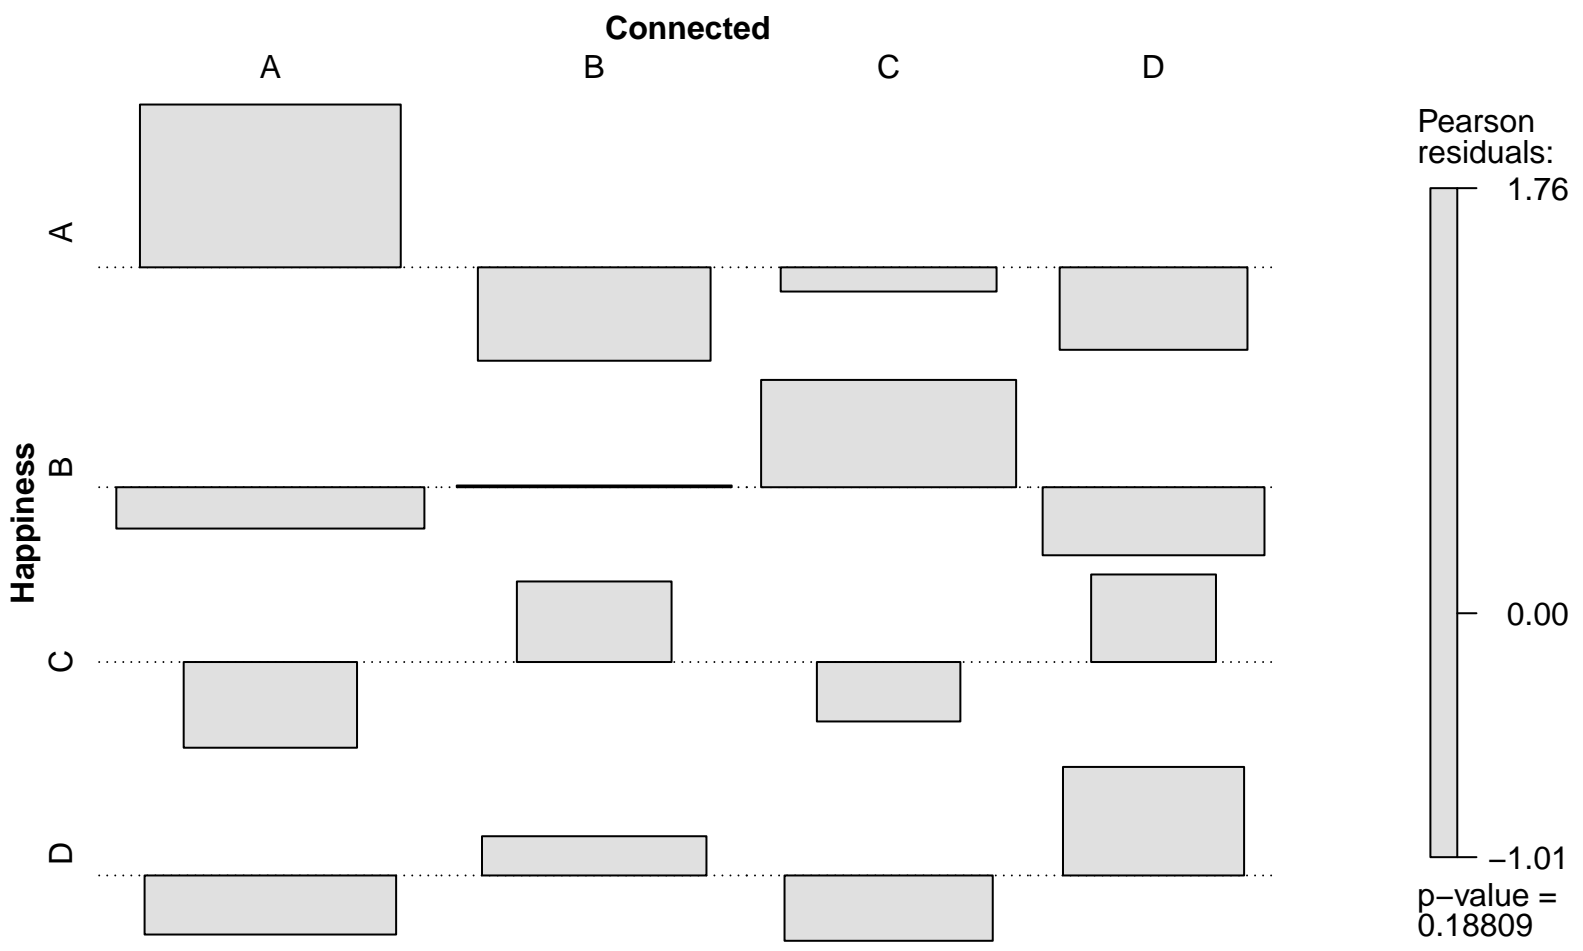 Connected
A B C D
Happiness
A
B
C
D
Pearson
residuals:
1.76
0.00
−1.01
p−value =
0.18809